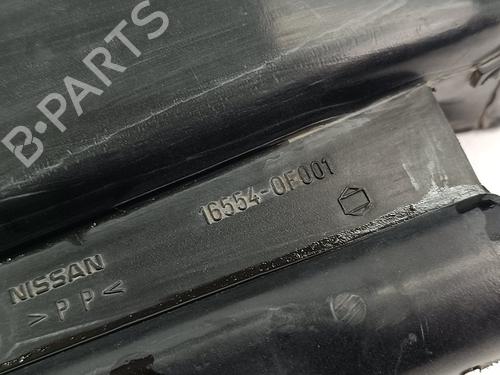 B-PARTS
16554-0F001
NISSAN
>PP<